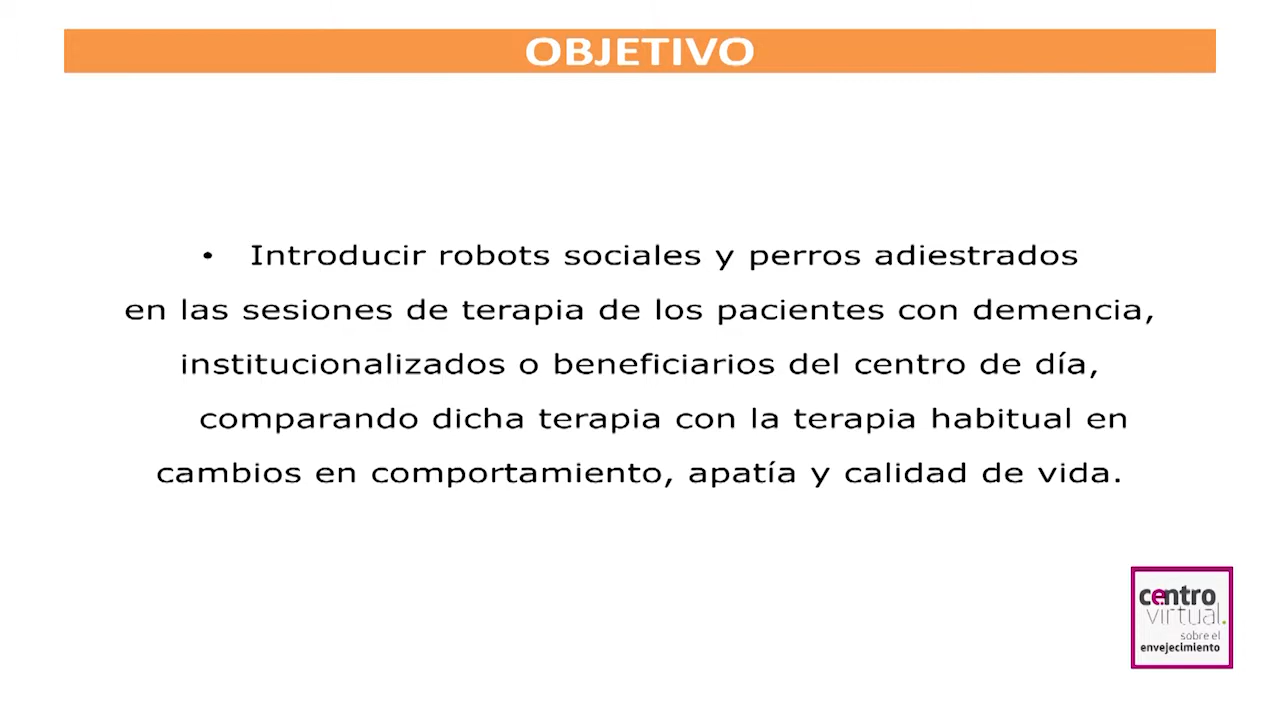 OBJETIVO
• Introducir robots sociales y perros adiestrados
en las sesiones de terapia de los pacientes con demencia,
institucionalizados o beneficiarios del centro de día,
comparando dicha terapia con la terapia habitual en
cambios en comportamiento, apatía y calidad de vida.
centro
virtual.
sobre el
envejecimiento